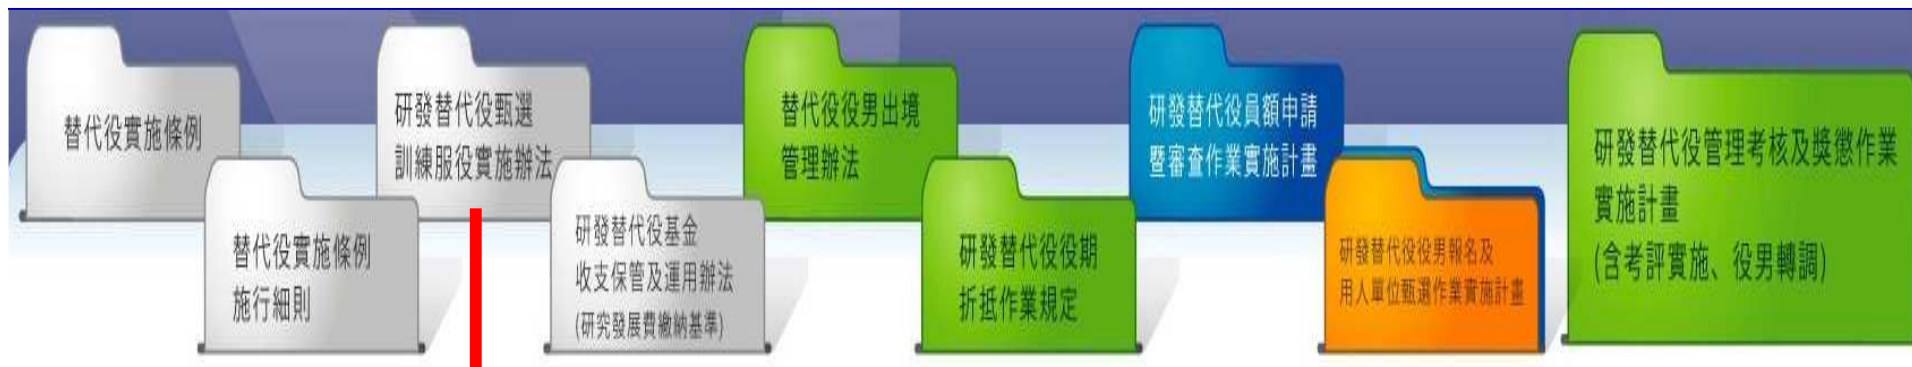 替代役實施條例
替代役實施條例
施行細則
研發替代役甄選
訓練服役實施辦法
研發替代役基金
收支保管及運用辦法
(研究發展費繳納基準)
替代役役男出境
管理辦法
研發替代役役期
折抵作業規定
研發替代役員額申請
暨審查作業實施計畫
研發替代役役男報名及
用人單位甄選作業實施計畫
研發替代役管理考核及獎懲作業
實施計畫
(含考評實施、役男轉調)